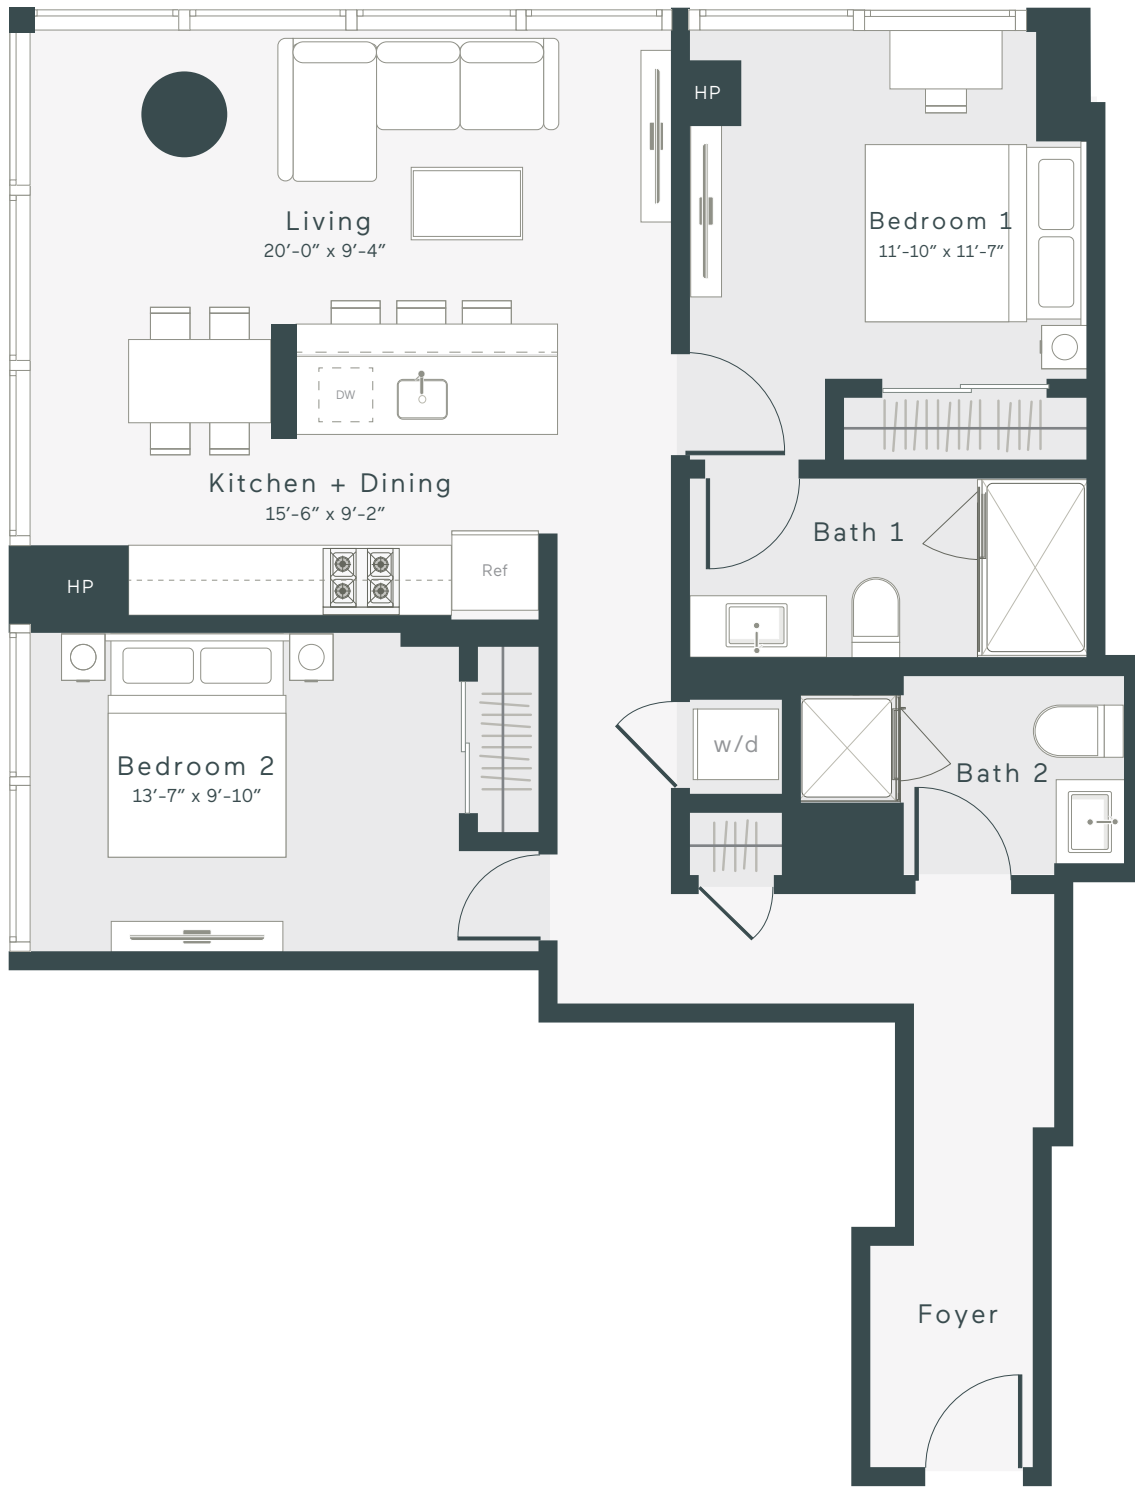 HP
Living
20’-0” x 9’-4”
Bedroom 1
11’-10” x 11’-7”
DW
Kitchen + Dining
15’-6” x 9’-2”
Bath 1
HP
Ref
w/d
Bedroom 2
13’-7” x 9’-10”
Bath 2
Foyer